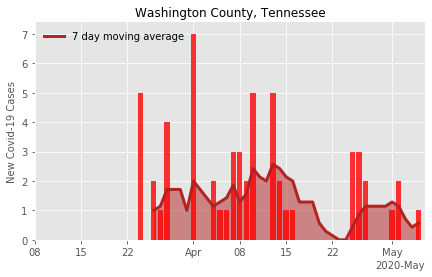 Washington County, Tennessee
7 day moving average
New Covid-19 Cases
7
6
5
4
3
2
1
0
08 15 22 Apr 08 15 22 May
2020-May